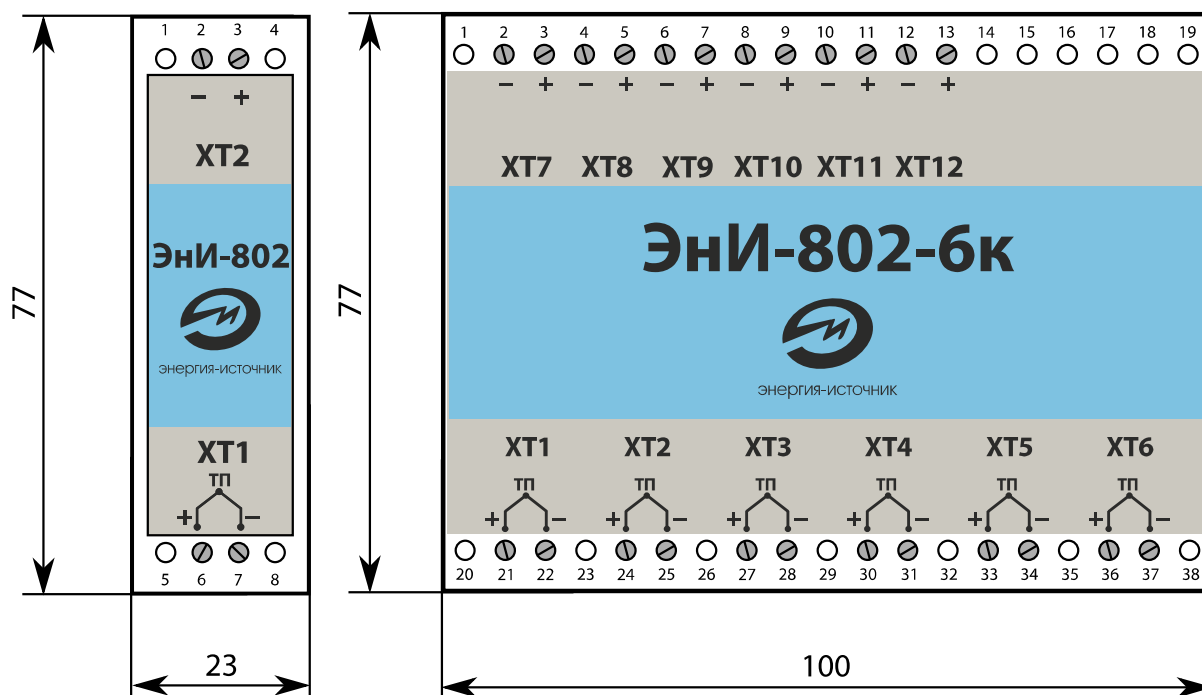 1 2 3 4
− +
XT2
ЭнИ-802
энергия-источник
XT1
ТП
+ −
5 6 7 8
77
23
1 2 3 4 5 6 7 8 9 10 11 12 13 14 15 16 17 18 19
− + − + − + − + − + − +
XT7 XT8 XT9 XT10 XT11 XT12
ЭнИ-802-6к
энергия-источник
XT1 XT2 XT3 XT4 XT5 XT6
ТП ТП ТП ТП ТП ТП
+ − + − + − + − + − + −
20 21 22 23 24 25 26 27 28 29 30 31 32 33 34 35 36 37 38
77
100